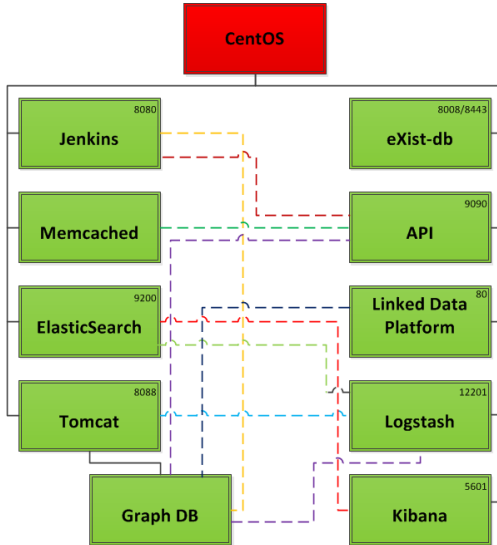 CentOS
8080
Jenkins
8008/8443
eXist-db
Memcached
9090
API
9200
ElasticSearch
80
Linked Data
Platform
8088
Tomcat
12201
Logstash
Graph DB
5601
Kibana